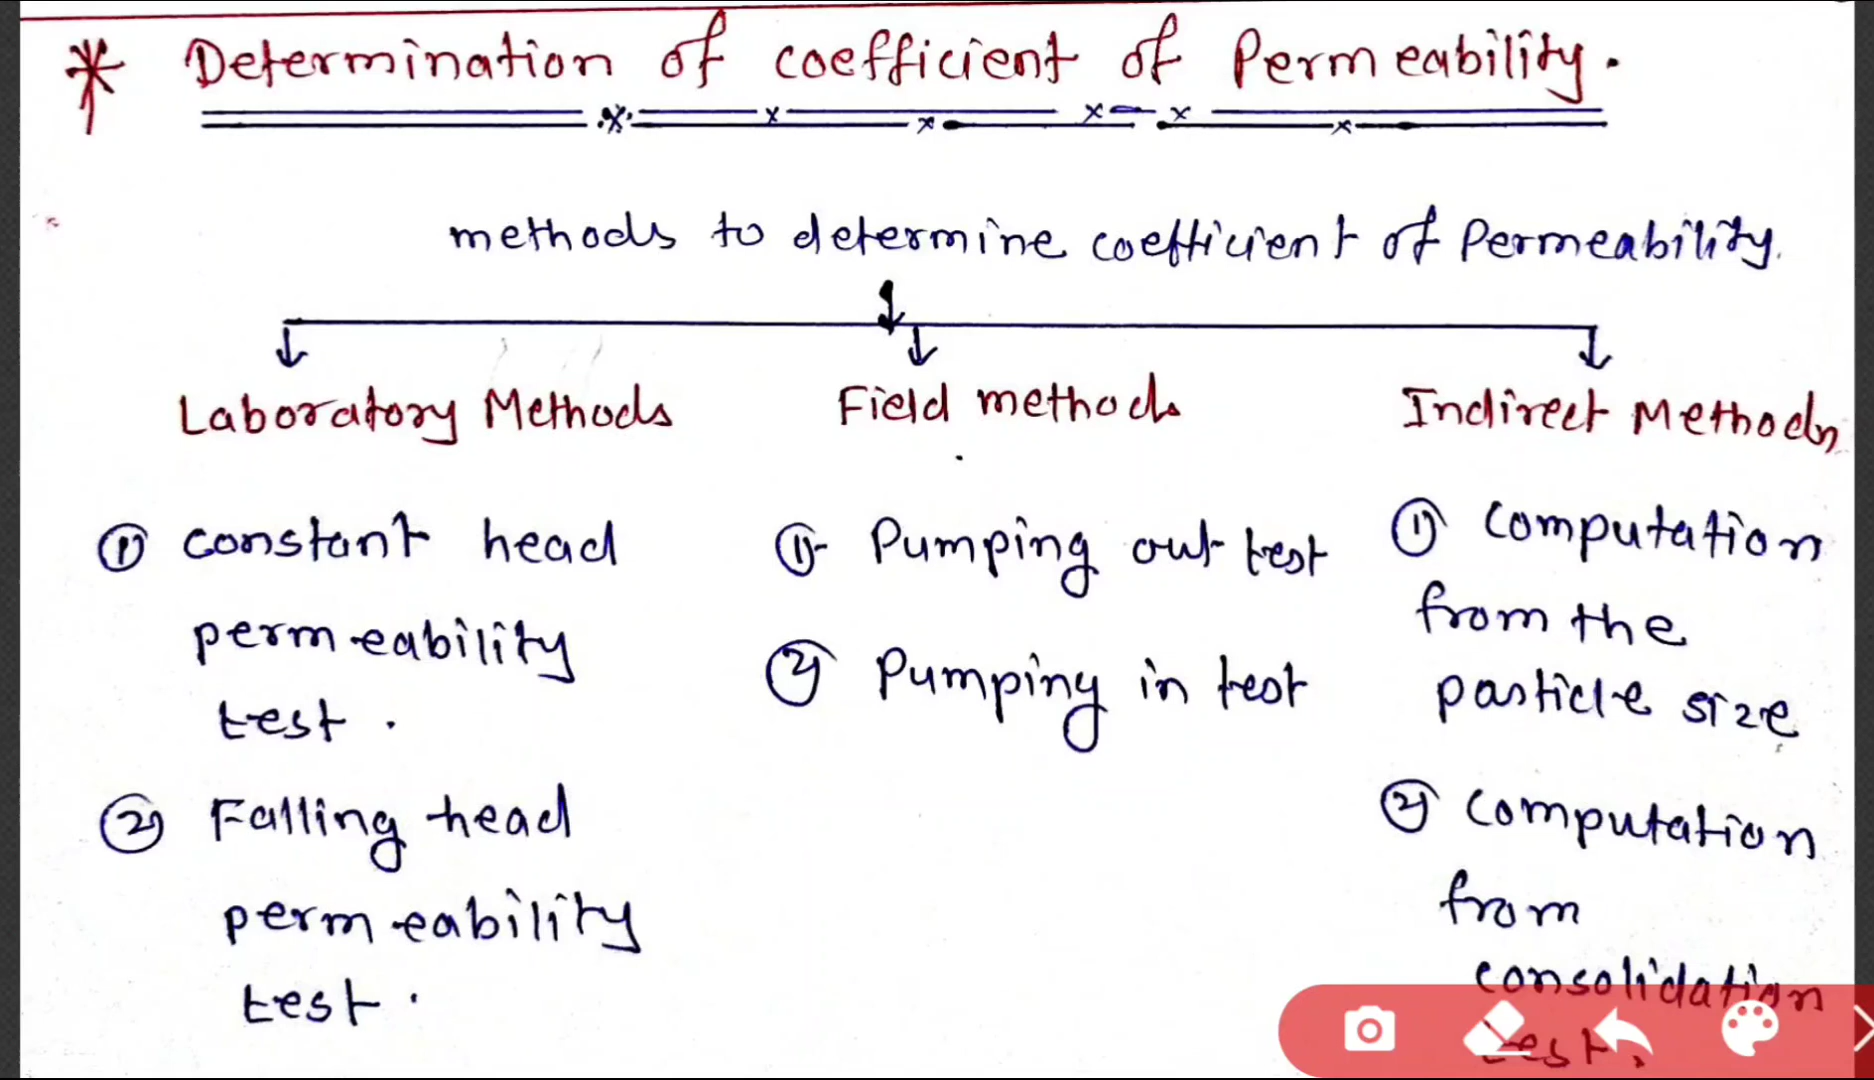 * Determination of coefficient of Permeability.
methods to determine coefficient of Permeability.
Laboratory Methods
① constant head
permeability
test.
② Falling head
permeability
test.
Field methods
① Pumping out test
② Pumping in test
Indirect Methods
① Computation
from the
particle size
② Computation
from
consolidation
test.